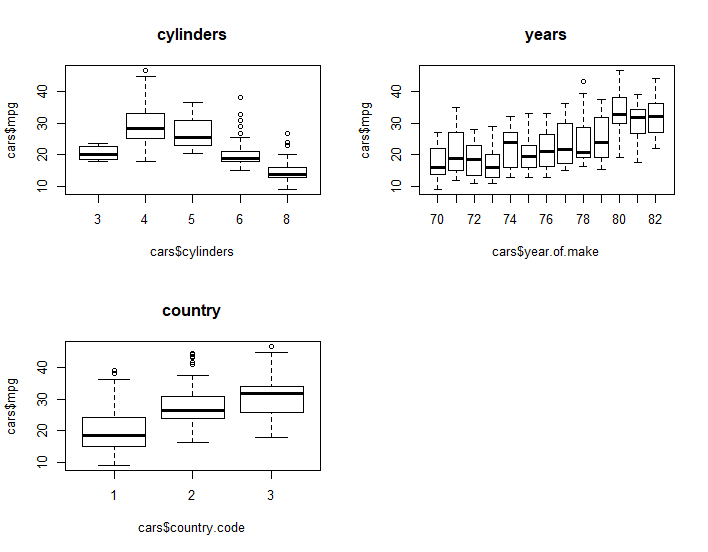 cylinders
cars$mpg
40
30
20
10
3 4 5 6 8
cars$cylinders
years
cars$mpg
40
30
20
10
70 72 74 76 78 80 82
cars$year.of.make
country
cars$mpg
40
30
20
10
1 2 3
cars$country.code